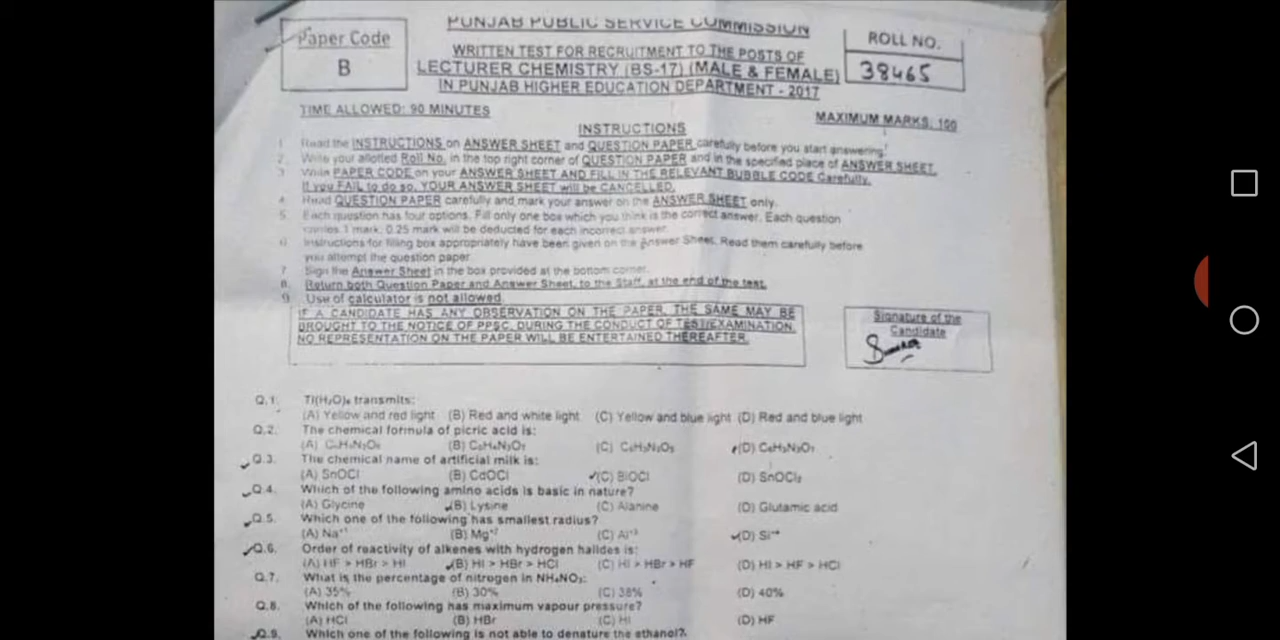 PUNJAB PUBLIC SERVICE COMMISSION
Paper Code
B
WRITTEN TEST FOR RECRUITMENT TO THE POSTS OF
LECTURER CHEMISTRY (BS-17) (MALE & FEMALE)
IN PUNJAB HIGHER EDUCATION DEPARTMENT - 2017
ROLL NO.
38465
TIME ALLOWED: 90 MINUTES
MAXIMUM MARKS: 100
INSTRUCTIONS
1 Read the INSTRUCTIONS on ANSWER SHEET and QUESTION PAPER carefully before you start answering.
2. Write your allotted Roll No. in the top right corner of QUESTION PAPER and in the specified place of ANSWER SHEET.
3 Write PAPER CODE on your ANSWER SHEET AND FILL IN THE RELEVANT BUBBLE CODE Carefully.
If you FAIL to do so, YOUR ANSWER SHEET will be CANCELLED.
4 Read QUESTION PAPER carefully and mark your answer on the ANSWER SHEET only.
5 Each question has four options. Fill only one box which you think is the correct answer. Each question
carries 1 mark, 0.25 mark will be deducted for each incorrect answer.
6 Instructions for filling box appropriately have been given on the Answer Sheet. Read them carefully before
you attempt the question paper.
7 Sign the Answer Sheet in the box provided at the bottom corner.
8. Return both Question Paper and Answer Sheet, to the Staff, at the end of the test.
9 Use of calculator is not allowed.
IF A CANDIDATE HAS ANY OBSERVATION ON THE PAPER, THE SAME MAY BE
BROUGHT TO THE NOTICE OF PPSC, DURING THE CONDUCT OF TEST/EXAMINATION.
NO REPRESENTATION ON THE PAPER WILL BE ENTERTAINED THEREAFTER.
Signature of the
Candidate
Q.1. Ti(H₂O)₆ transmits:
(A) Yellow and red light (B) Red and white light (C) Yellow and blue light (D) Red and blue light
Q.2. The chemical formula of picric acid is:
(A) (B) (C) (D) C₆H₃N₃O₇
Q.3. The chemical name of artificial milk is:
(A) SnOCl (B) CdOCl (C) BiOCl (D) SnOCl₂
Q.4. Which of the following amino acids is basic in nature?
(A) Glycine (B) Lysine (C) Alanine (D) Glutamic acid
Q.5. Which one of the following has smallest radius?
(A) Na⁺¹ (B) Mg⁺² (C) Al⁺³ (D) Si⁺⁴
Q.6. Order of reactivity of alkenes with hydrogen halides is:
(A) HF > HBr > HI (B) HI > HBr > HCl (C) HI > HBr > HF (D) HI > HF > HCl
Q.7. What is the percentage of nitrogen in NH₄NO₃:
(A) 35% (B) 30% (C) 38% (D) 40%
Q.8. Which of the following has maximum vapour pressure?
(A) HCl (B) HBr (C) HI (D) HF
Q.9. Which one of the following is not able to denature the ethanol?